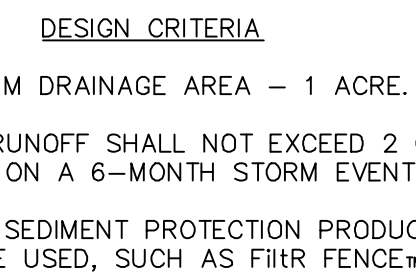 DESIGN CRITERIA
M DRAINAGE AREA – 1 ACRE.
RUNOFF SHALL NOT EXCEED 2
ON A 6–MONTH STORM EVENT
SEDIMENT PROTECTION PRODUC
E USED, SUCH AS FiltR FENCE™